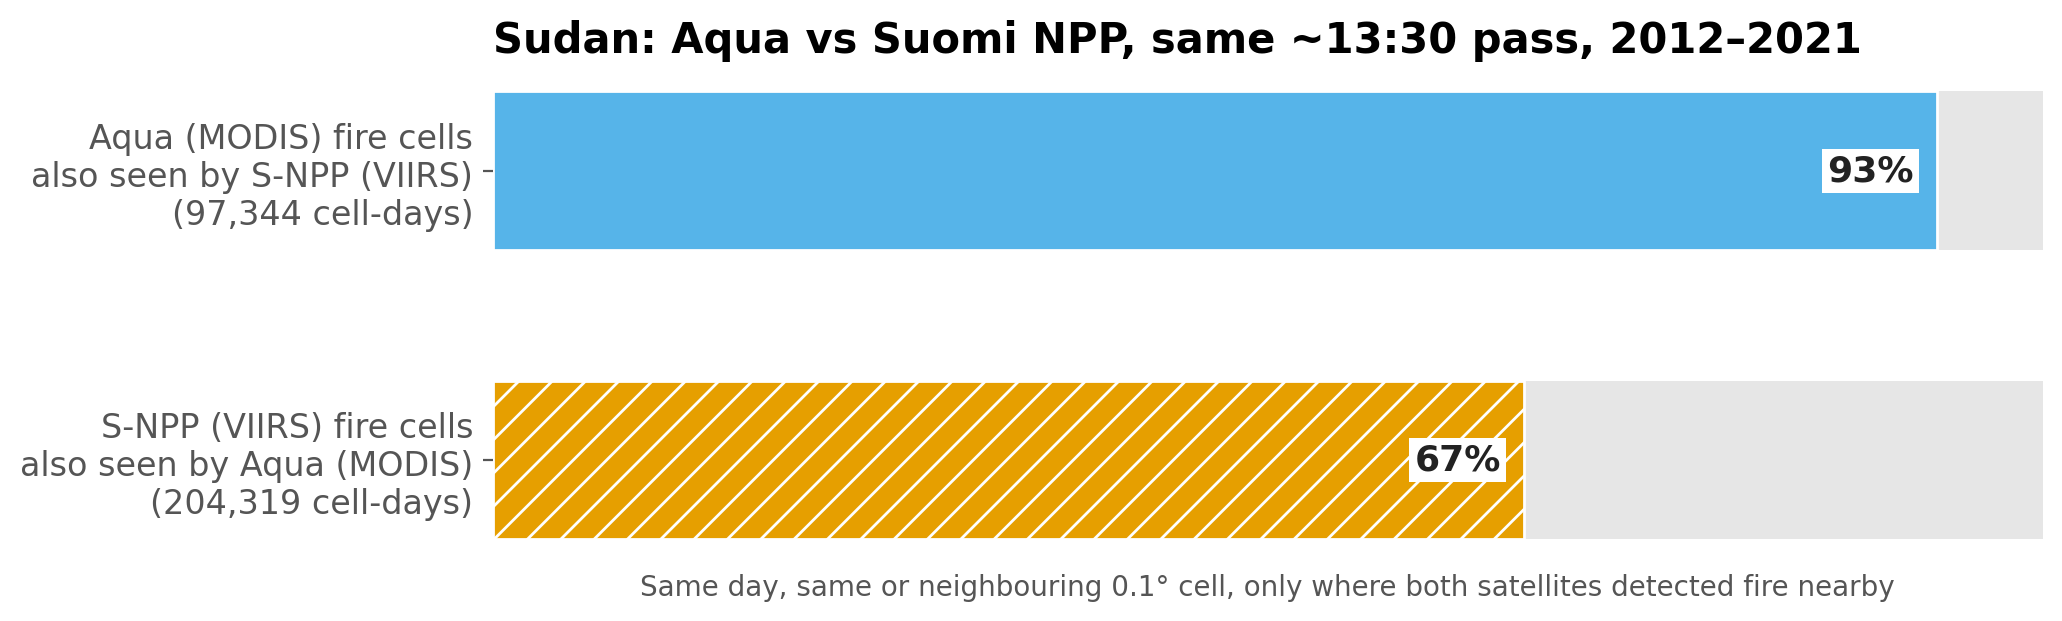 Sudan: Aqua vs Suomi NPP, same ~13:30 pass, 2012–2021
Aqua (MODIS) fire cells
also seen by S-NPP (VIIRS)
(97,344 cell-days)
93%
S-NPP (VIIRS) fire cells
also seen by Aqua (MODIS)
(204,319 cell-days)
67%
Same day, same or neighbouring 0.1° cell, only where both satellites detected fire nearby